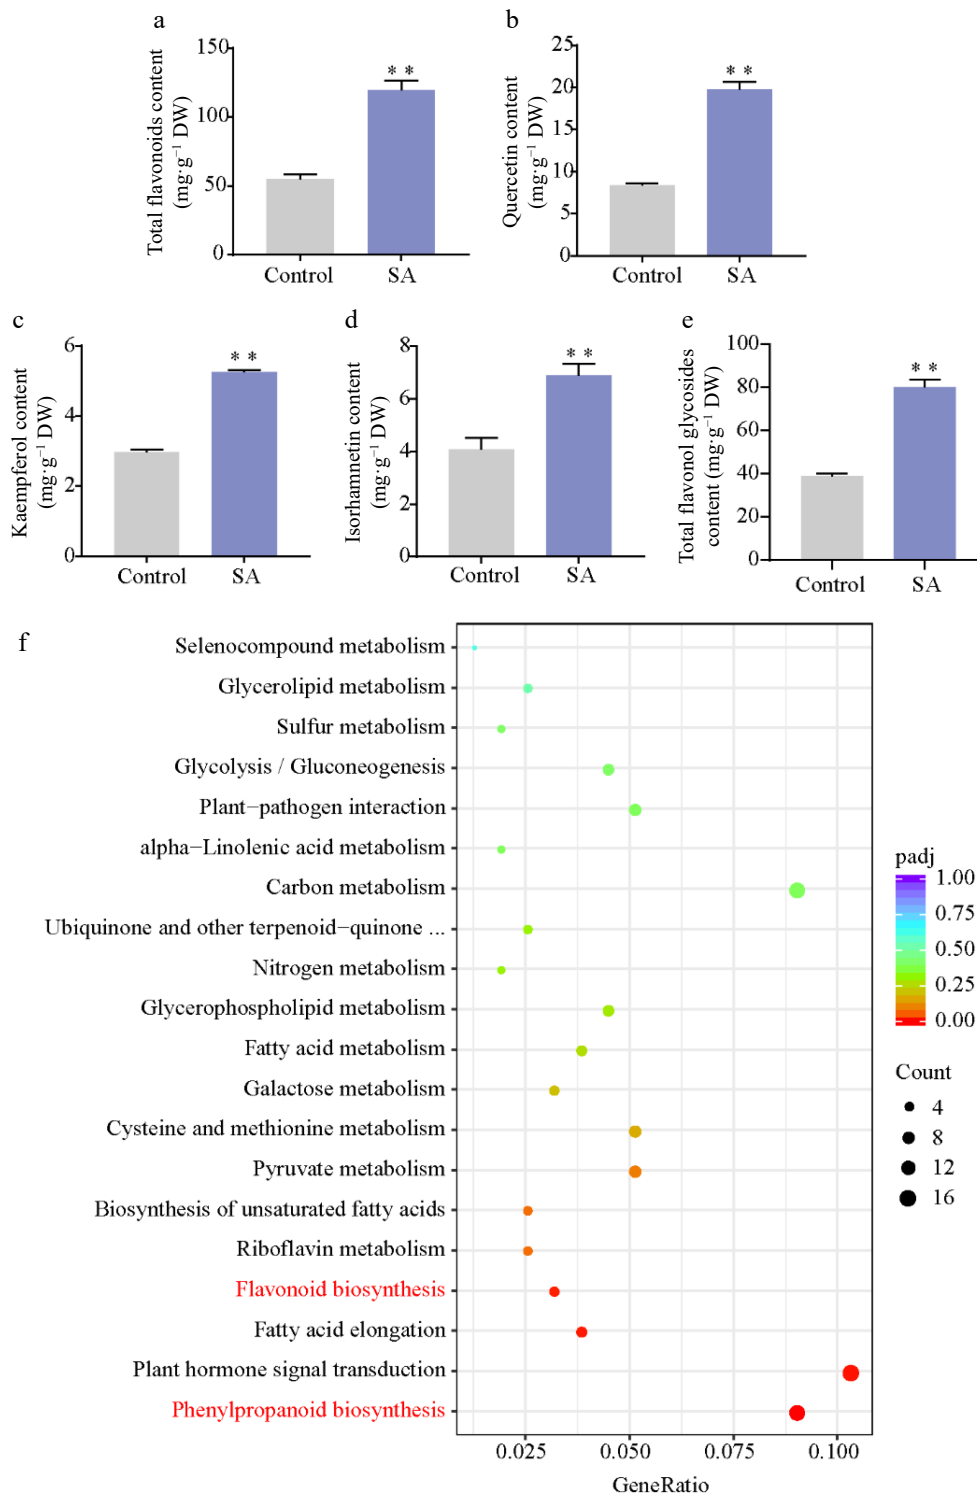 a
Total flavonoids content
(mg·g⁻¹ DW)
150
100
50
0
**
Control
SA
b
Quercetin content
(mg·g⁻¹ DW)
25
20
15
10
5
0
**
Control
SA
c
Kaempferol content
(mg·g⁻¹ DW)
6
4
2
0
**
Control
SA
d
Isorhamnetin content
(mg·g⁻¹ DW)
8
6
4
2
0
**
Control
SA
e
Total flavonol glycosides
content (mg·g⁻¹ DW)
100
80
60
40
20
0
**
Control
SA
f
Selenocompound metabolism
Glycerolipid metabolism
Sulfur metabolism
Glycolysis / Gluconeogenesis
Plant−pathogen interaction
alpha−Linolenic acid metabolism
Carbon metabolism
Ubiquinone and other terpenoid−quinone ...
Nitrogen metabolism
Glycerophospholipid metabolism
Fatty acid metabolism
Galactose metabolism
Cysteine and methionine metabolism
Pyruvate metabolism
Biosynthesis of unsaturated fatty acids
Riboflavin metabolism
Flavonoid biosynthesis
Fatty acid elongation
Plant hormone signal transduction
Phenylpropanoid biosynthesis
0.025
0.050
0.075
0.100
GeneRatio
padj
1.00
0.75
0.50
0.25
0.00
Count
4
8
12
16